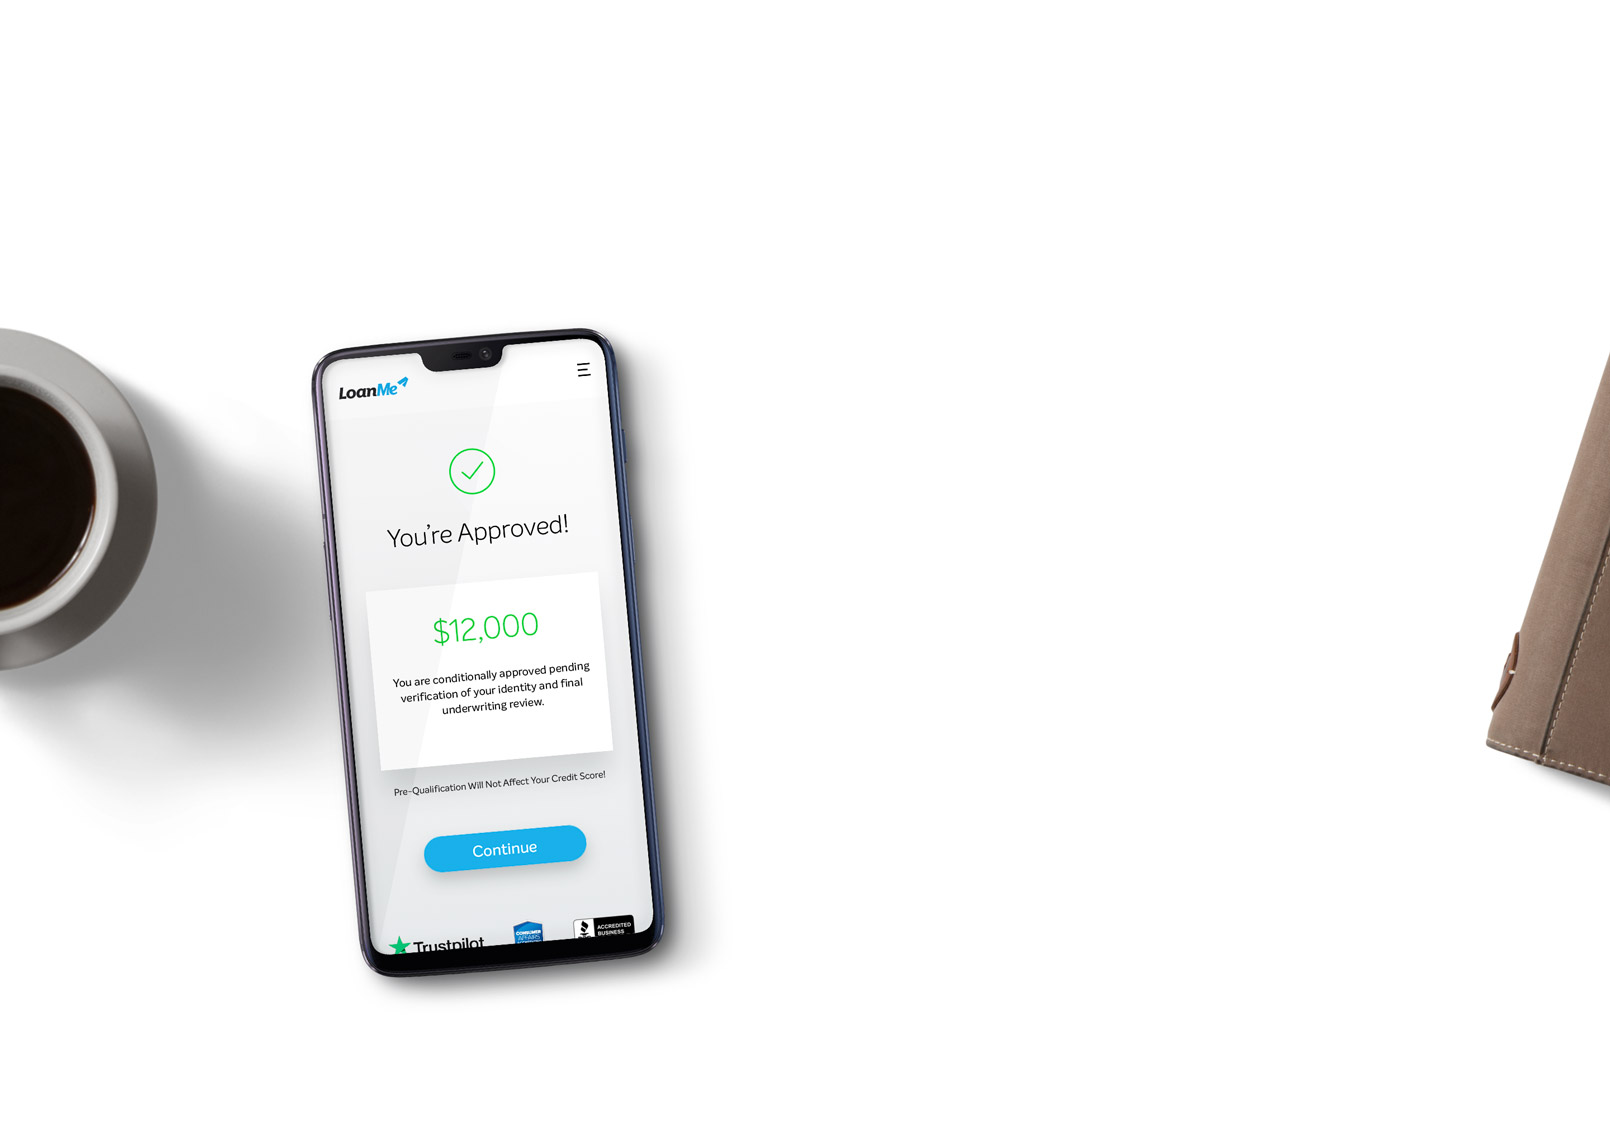 LoanMe
You're Approved!
$12,000
You are conditionally approved pending
verification of your identity and final
underwriting review.
Pre-Qualification Will Not Affect Your Credit Score!
Continue
Trustpilot
CONSUMER
AFFAIRS
ACCREDITED
BUSINESS